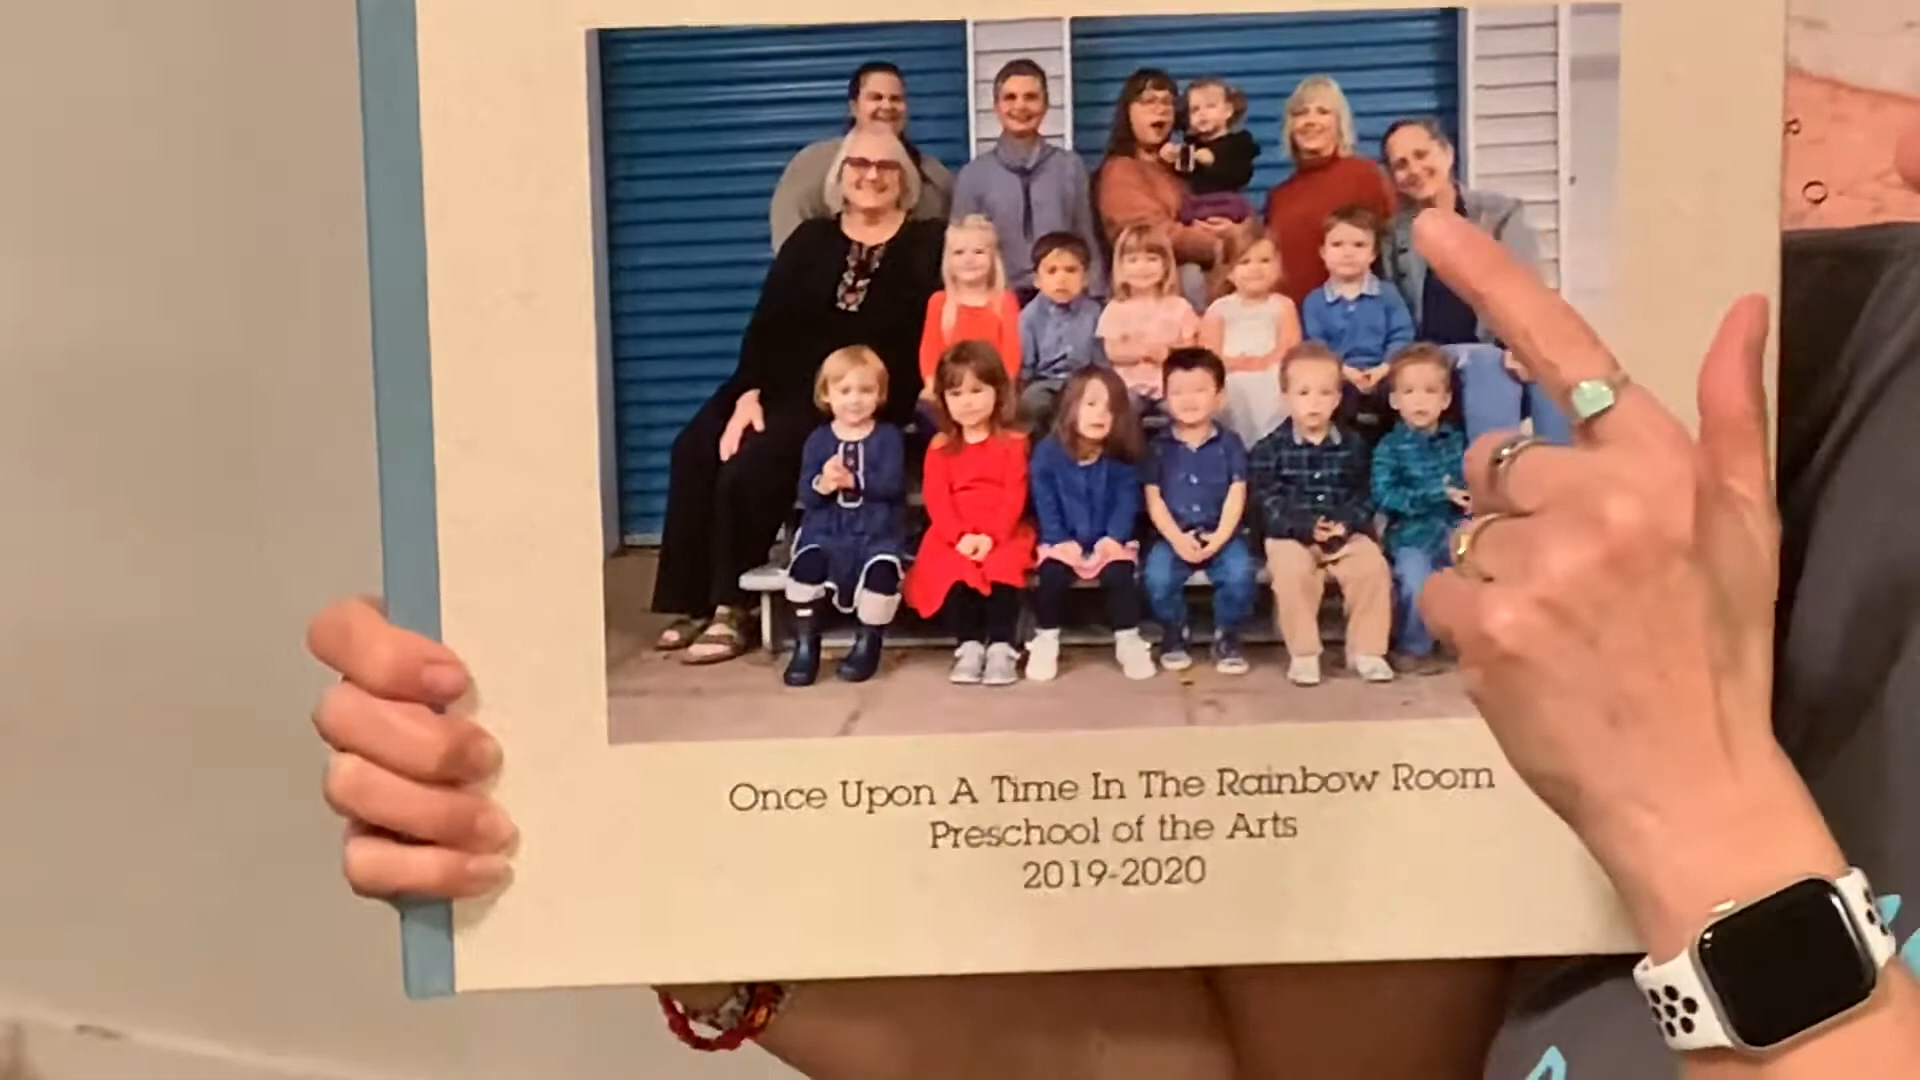 Once Upon A Time In The Rainbow Room
Preschool of the Arts
2019-2020